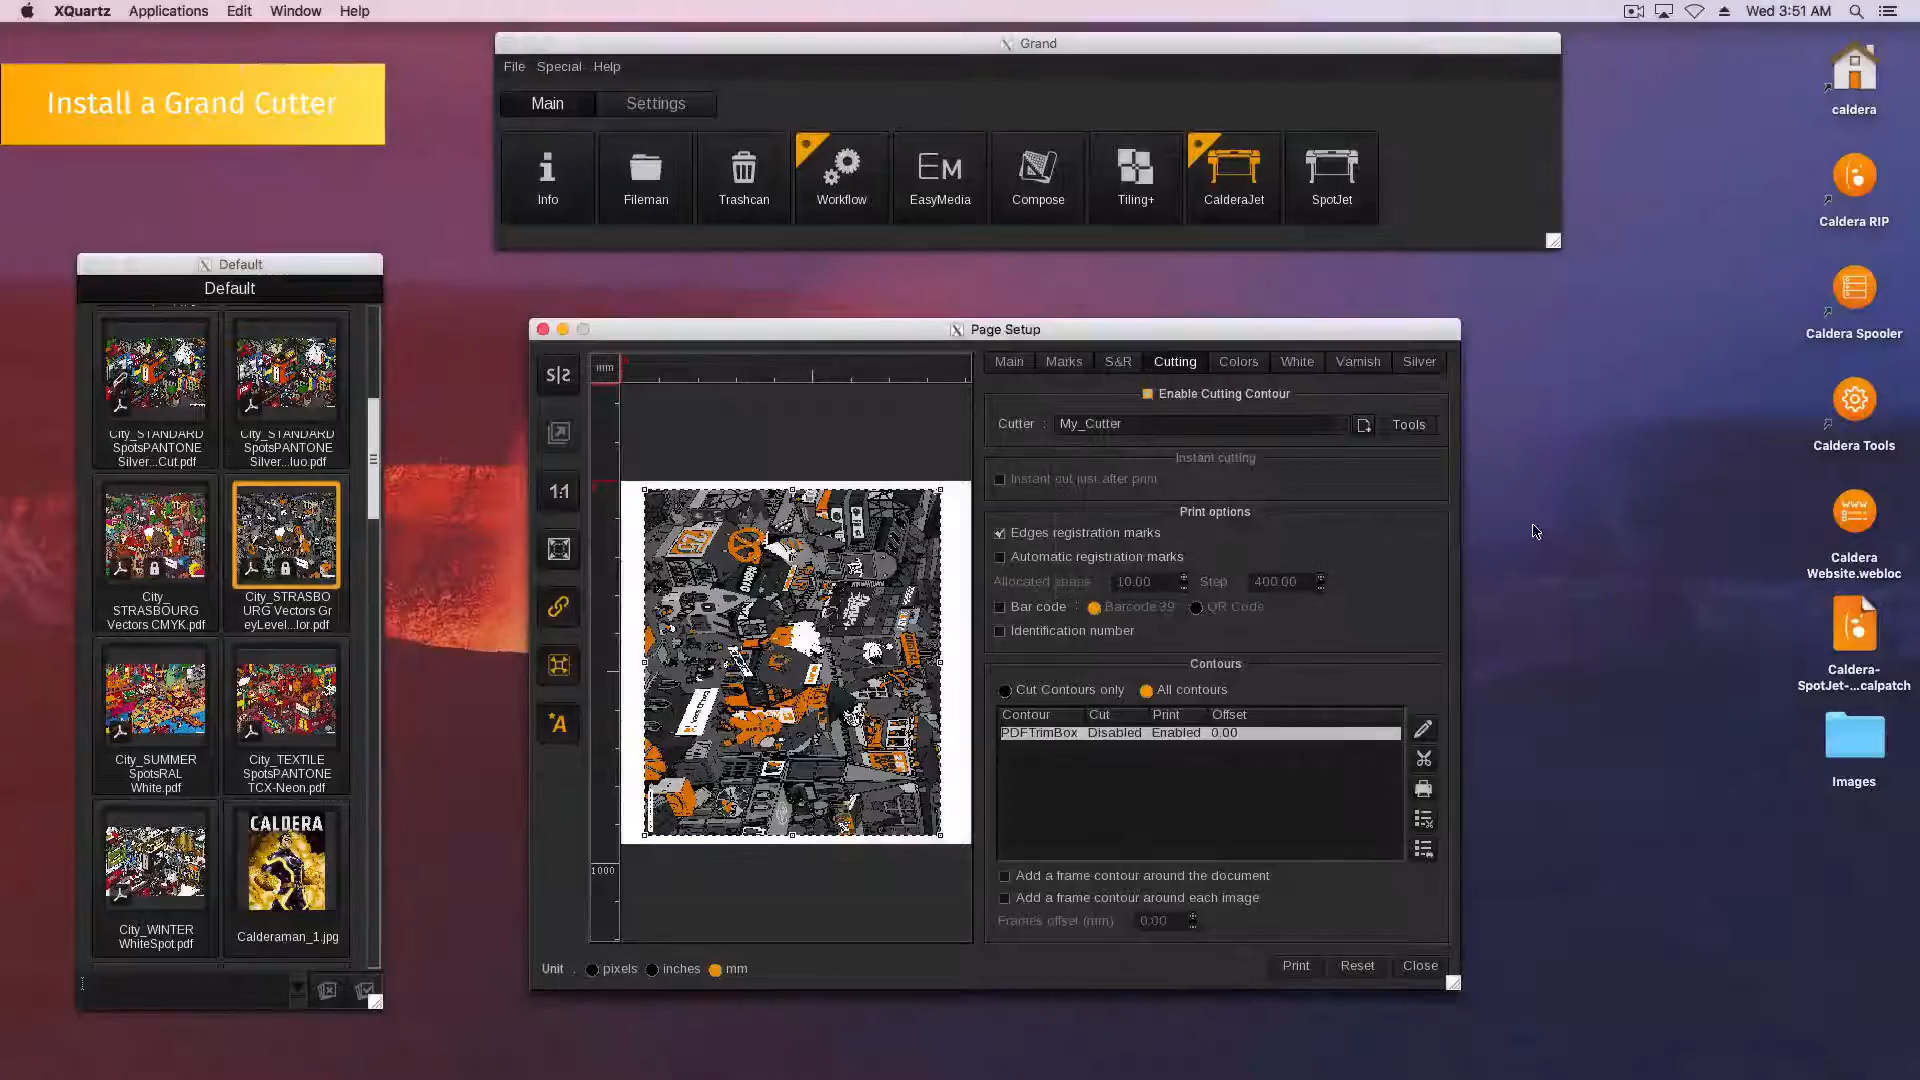 XQuartz Applications Edit Window Help
Wed 3:51 AM
Install a Grand Cutter
Grand
File Special Help
Main Settings
Info Fileman Trashcan Workflow EasyMedia Compose Tiling+ CalderaJet SpotJet
EM
caldera
Caldera RIP
Caldera Spooler
Caldera Tools
WWW
Caldera
Website.webloc
Caldera-
SpotJet-...calpatch
Images
Default
Default
City_STANDARD
SpotsPANTONE
Silver...Cut.pdf
City_STANDARD
SpotsPANTONE
Silver...luo.pdf
City_
STRASBOURG
Vectors CMYK.pdf
City_STRASBO
URG Vectors Gr
eyLevel...lor.pdf
City_SUMMER
SpotsRAL
White.pdf
City_TEXTILE
SpotsPANTONE
TCX-Neon.pdf
City_WINTER
WhiteSpot.pdf
CALDERA
Calderaman_1.jpg
Page Setup
mm
1:1
1000
Main Marks S&R Cutting Colors White Varnish Silver
Enable Cutting Contour
Cutter : My_Cutter Tools
Instant cutting
Instant cut just after print
Print options
Edges registration marks
Automatic registration marks
Allocated space 10.00 Step 400.00
Bar code : Barcode 39 QR Code
Identification number
Contours
Cut Contours only All contours
Contour Cut Print Offset
PDFTrimBox Disabled Enabled 0.00
Add a frame contour around the document
Add a frame contour around each image
Frames offset (mm) 0.00
Unit : pixels inches mm
Print Reset Close